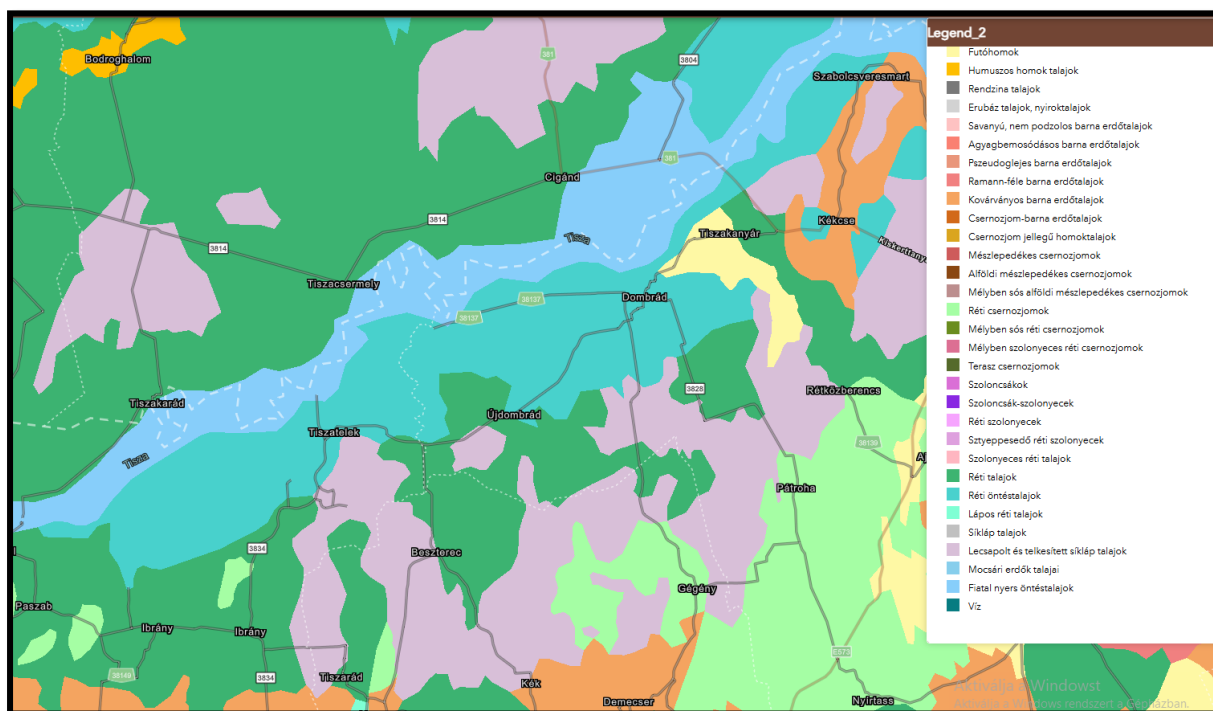 Legend_2
Futóhomok
Humuszos homok talajok
Rendzina talajok
Erubáz talajok, nyiroktalajok
Savanyú, nem podzolos barna erdőtalajok
Agyagbemosódásos barna erdőtalajok
Pszeudoglejes barna erdőtalajok
Ramann-féle barna erdőtalajok
Kovárványos barna erdőtalajok
Csernozjom-barna erdőtalajok
Csernozjom jellegű homoktalajok
Mészlepedékes csernozjomok
Alföldi mészlepedékes csernozjomok
Mélyben sós alföldi mészlepedékes csernozjomok
Réti csernozjomok
Mélyben sós réti csernozjomok
Mélyben szolonyeces réti csernozjomok
Terasz csernozjomok
Szoloncsákok
Szoloncsák-szolonyecek
Réti szolonyecek
Sztyeppesedő réti szolonyecek
Szolonyeces réti talajok
Réti talajok
Réti öntéstalajok
Lápos réti talajok
Síkláp talajok
Lecsapolt és telkesített síkláp talajok
Mocsári erdők talajai
Fiatal nyers öntéstalajok
Víz
Bodroghalom
381
3804
Szabolcsveresmart
381
Cigánd
3814
3814
Tiszakanyár
Kékcse
Tisza
Tiszacsermely
38137
Dombrád
38137
3828
Rétközberencs
Tiszakarád
Újdombrád
Tiszatelek
38139
Tisza
Pátroha
3834
Beszterec
Gégény
Paszab
Ibrány
Ibrány
38149
3834
Tiszarád
Kék
Demecser
Nyírtass
Aktiválja a Windowst
Aktiválja a Windows rendszert a Gépházban.